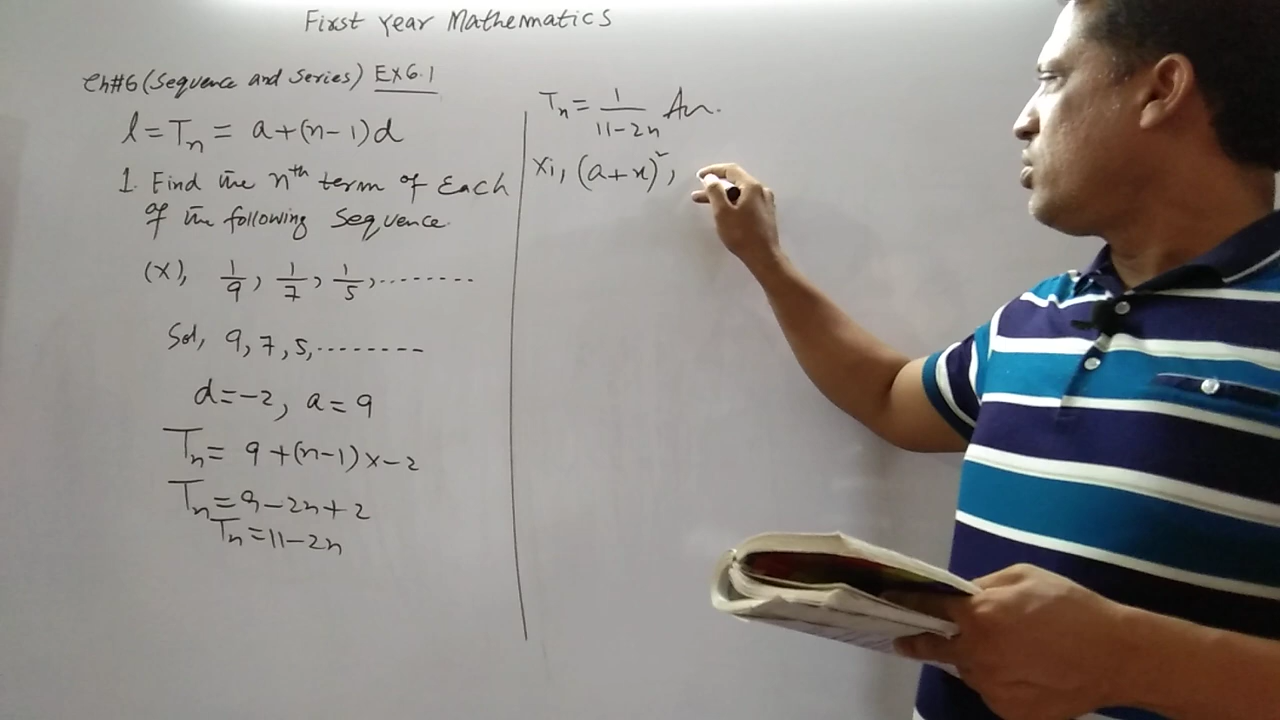 First Year Mathematics
Ch#6 (Sequence and Series) EX6.1
l = Tn = a+(n-1)d
1. Find the nth term of Each
of the following Sequence.
(X), 1/9, 1/7, 1/5, ........
Sol, 9, 7, 5, ........
d=-2, a=9
Tn= 9+(n-1)x-2
Tn=9-2n+2
Tn=11-2n
Tn= 1/11-2n An.
Xi, (a+x)²,